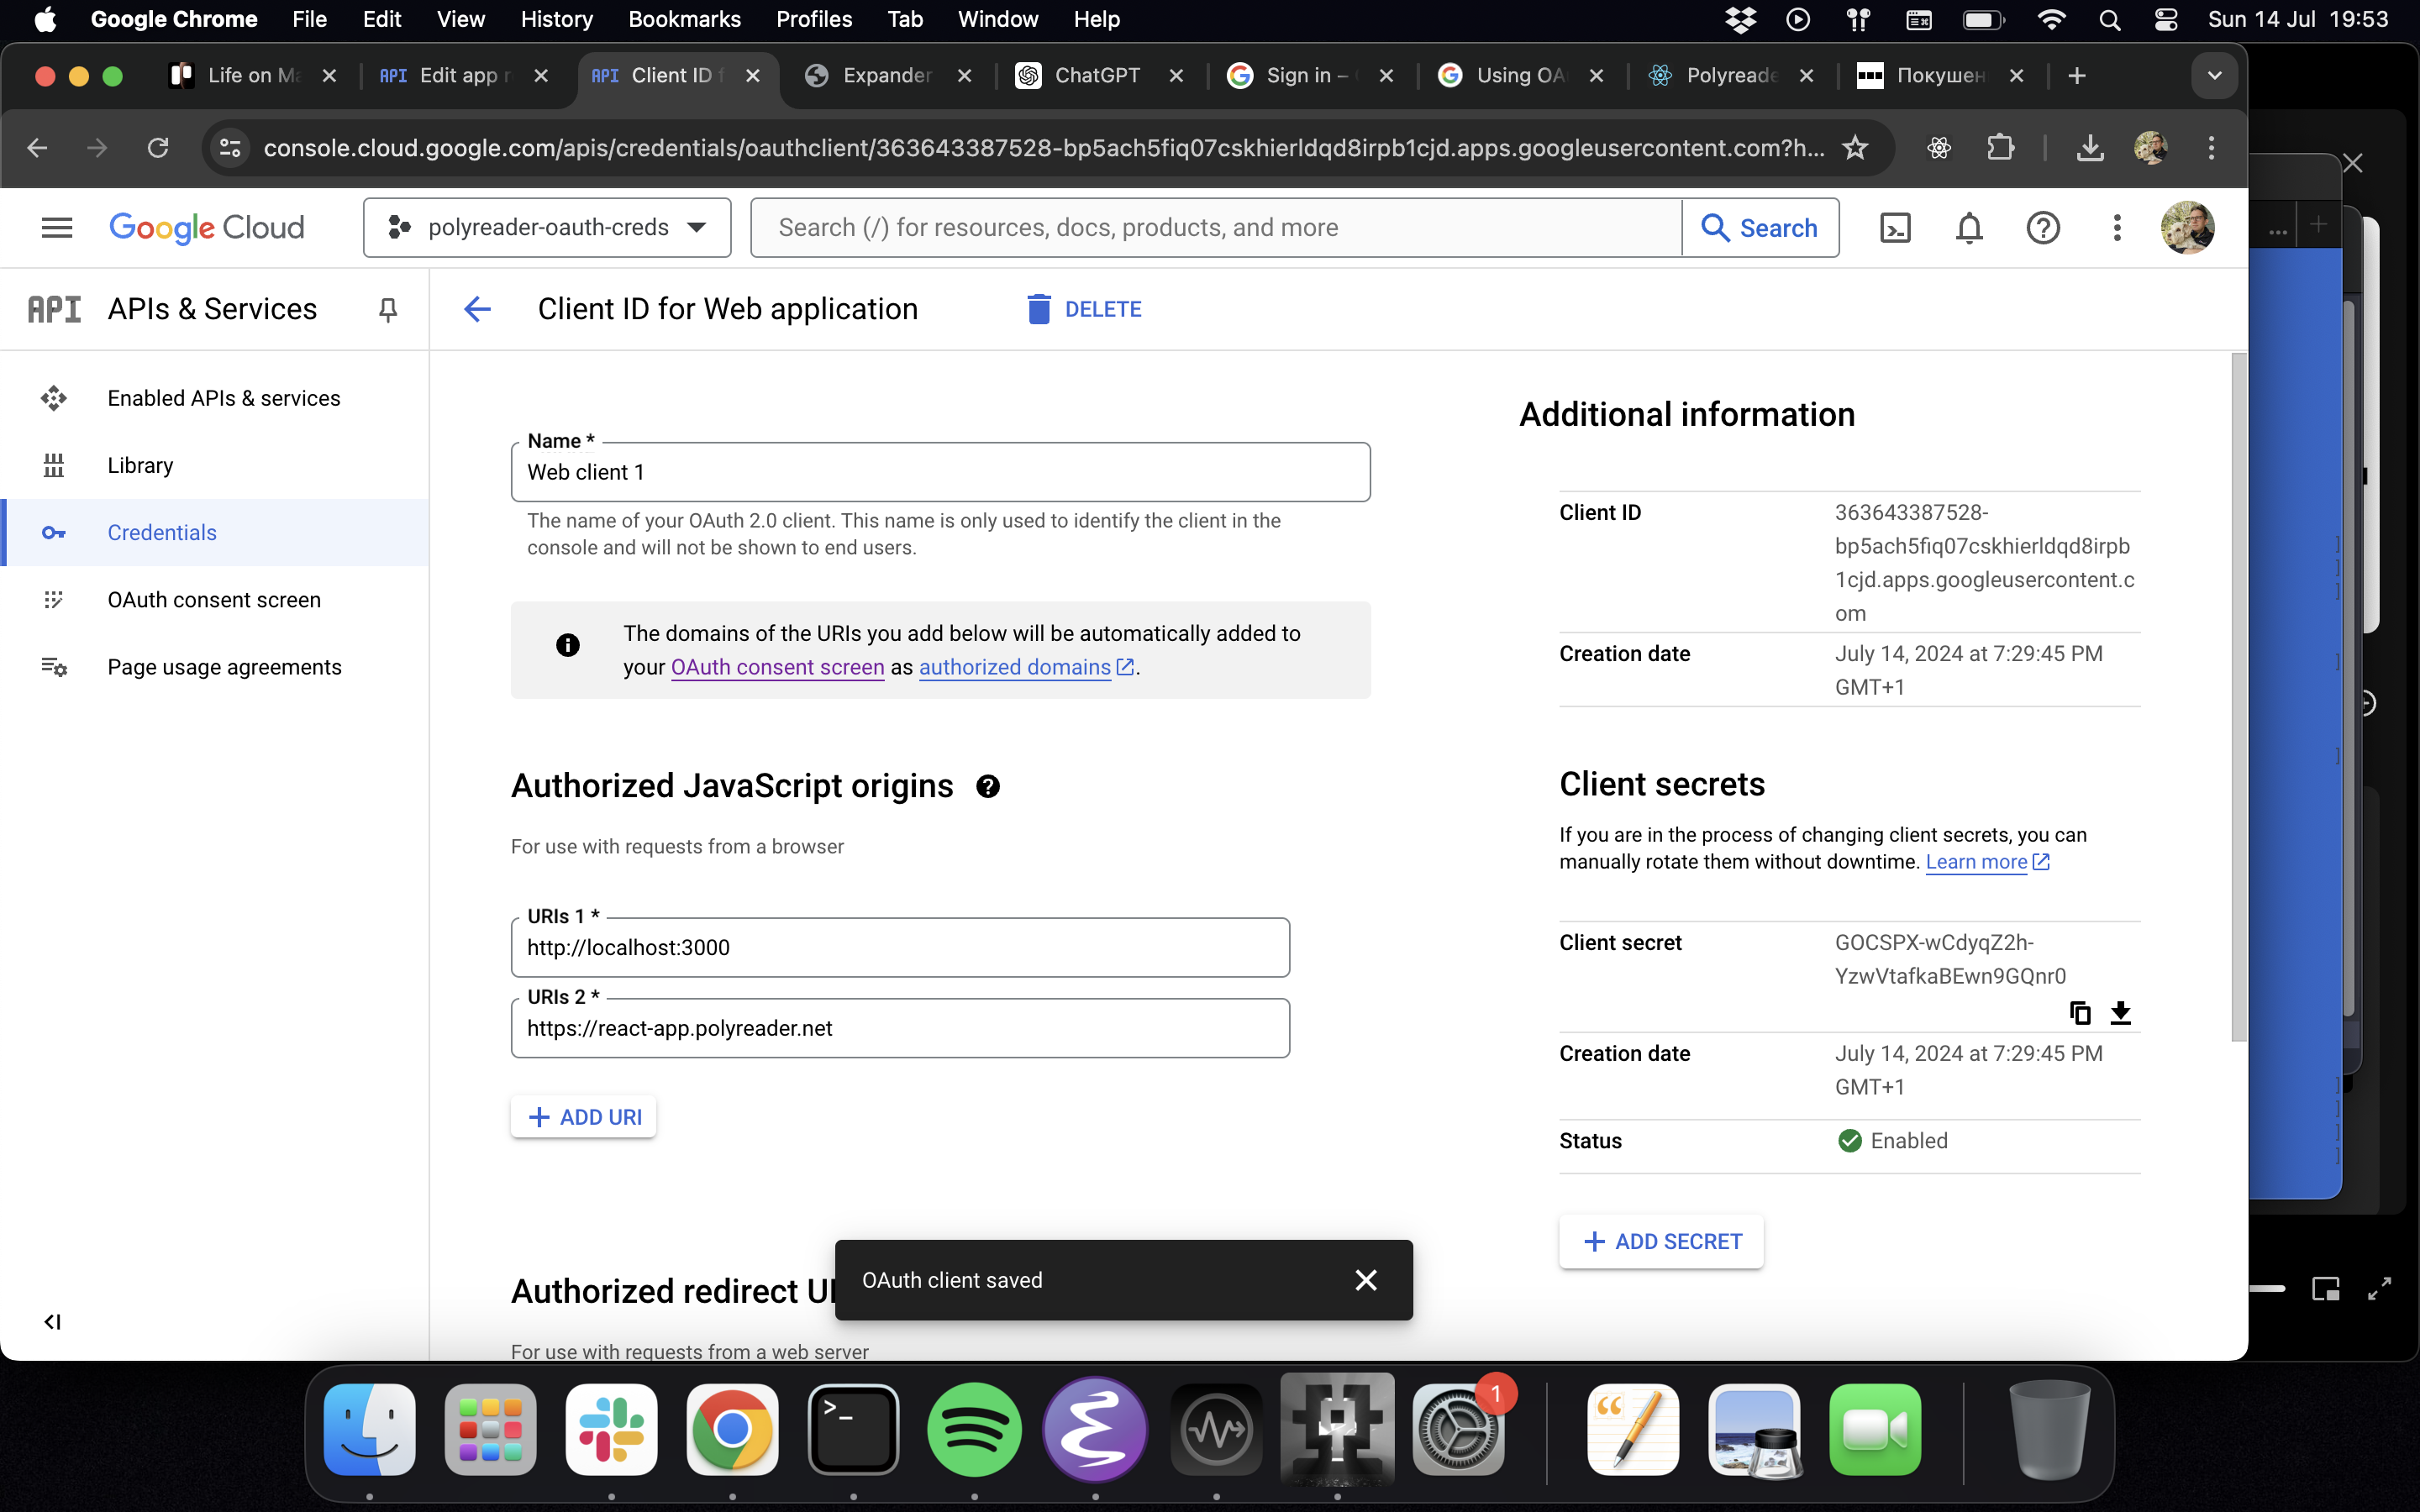 Google Chrome File Edit View History Bookmarks Profiles Tab Window Help Sun 14 Jul 19:53
Life on Ma API Edit app r API Client ID f Expander ChatGPT Sign in – Using OA Polyreade Покушен
console.cloud.google.com/apis/credentials/oauthclient/363643387528-bp5ach5fiq07cskhierldqd8irpb1cjd.apps.googleusercontent.com?h...
Google Cloud polyreader-oauth-creds Search (/) for resources, docs, products, and more Search
API APIs & Services
Enabled APIs & services
Library
Credentials
OAuth consent screen
Page usage agreements
Client ID for Web application DELETE
Name *
Web client 1
The name of your OAuth 2.0 client. This name is only used to identify the client in the
console and will not be shown to end users.
The domains of the URIs you add below will be automatically added to
your OAuth consent screen as authorized domains.
Authorized JavaScript origins
For use with requests from a browser
URIs 1 *
http://localhost:3000
URIs 2 *
https://react-app.polyreader.net
ADD URI
Authorized redirect UR
For use with requests from a web server
OAuth client saved
Additional information
Client ID 363643387528-
bp5ach5fiq07cskhierldqd8irpb
1cjd.apps.googleusercontent.c
om
Creation date July 14, 2024 at 7:29:45 PM
GMT+1
Client secrets
If you are in the process of changing client secrets, you can
manually rotate them without downtime. Learn more
Client secret GOCSPX-wCdyqZ2h-
YzwVtafkaBEwn9GQnr0
Creation date July 14, 2024 at 7:29:45 PM
GMT+1
Status Enabled
ADD SECRET
1